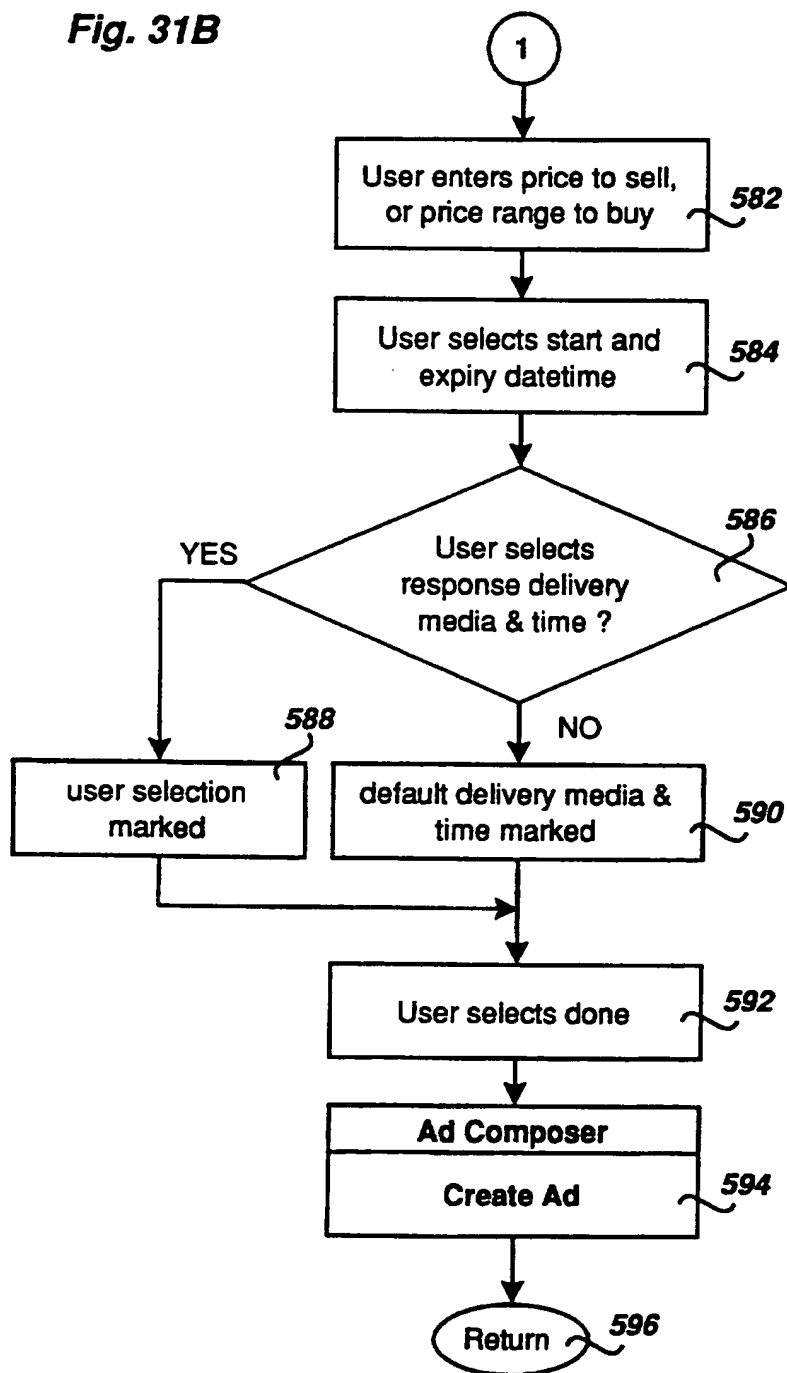 Fig. 31B
1
User enters price to sell,
or price range to buy
582
User selects start and
expiry datetime
584
586
YES
User selects
response delivery
media & time ?
588
NO
user selection
marked
default delivery media &
time marked
590
User selects done
592
Ad Composer
Create Ad
594
Return
596